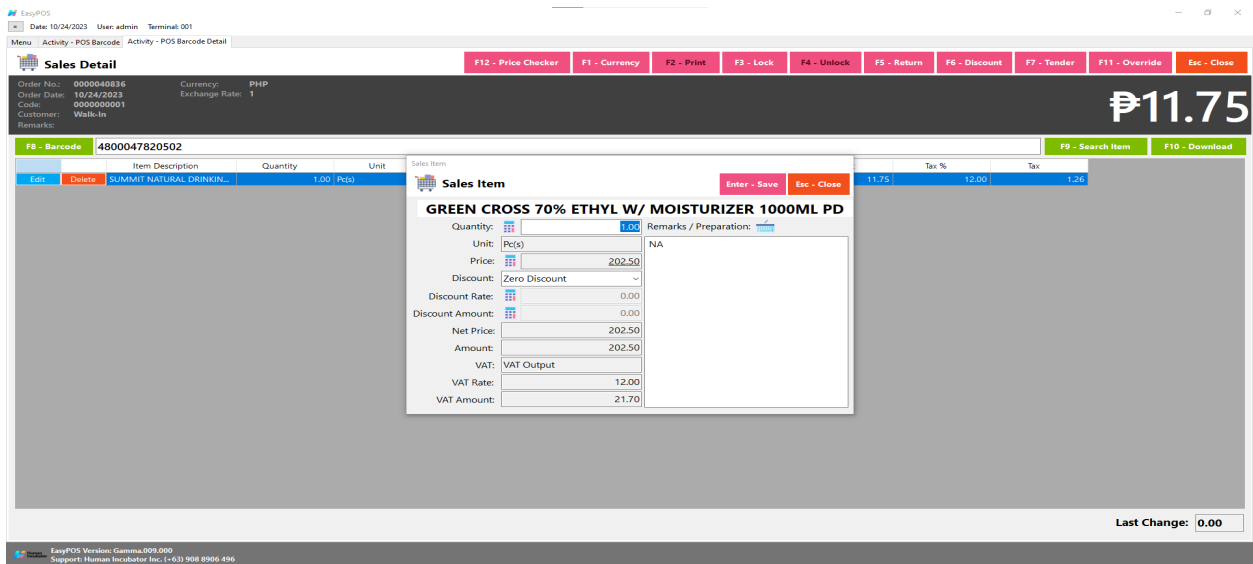 EasyPOS
Date: 10/24/2023 User: admin Terminal: 001
Menu Activity - POS Barcode Activity - POS Barcode Detail
Sales Detail F12 - Price Checker F1 - Currency F2 - Print F3 - Lock F4 - Unlock F5 - Return F6 - Discount F7 - Tender F11 - Override Esc - Close
Order No.: 0000040836 Currency: PHP
Order Date: 10/24/2023 Exchange Rate: 1
Code: 0000000001
Customer: Walk-In
Remarks:
₱11.75
F8 - Barcode 4800047820502 F9 - Search Item F10 - Download
Item Description Quantity Unit Tax % Tax
Edit Delete SUMMIT NATURAL DRINKIN... 1.00 Pc(s) 11.75 12.00 1.26
Sales Item
Sales Item Enter - Save Esc - Close
GREEN CROSS 70% ETHYL W/ MOISTURIZER 1000ML PD
Quantity: 1.00 Remarks / Preparation:
Unit: Pc(s) NA
Price: 202.50
Discount: Zero Discount
Discount Rate: 0.00
Discount Amount: 0.00
Net Price: 202.50
Amount: 202.50
VAT: VAT Output
VAT Rate: 12.00
VAT Amount: 21.70
Last Change: 0.00
Human Incubator
EasyPOS Version: Gamma.009.000
Support: Human Incubator Inc. (+63) 908 8906 496